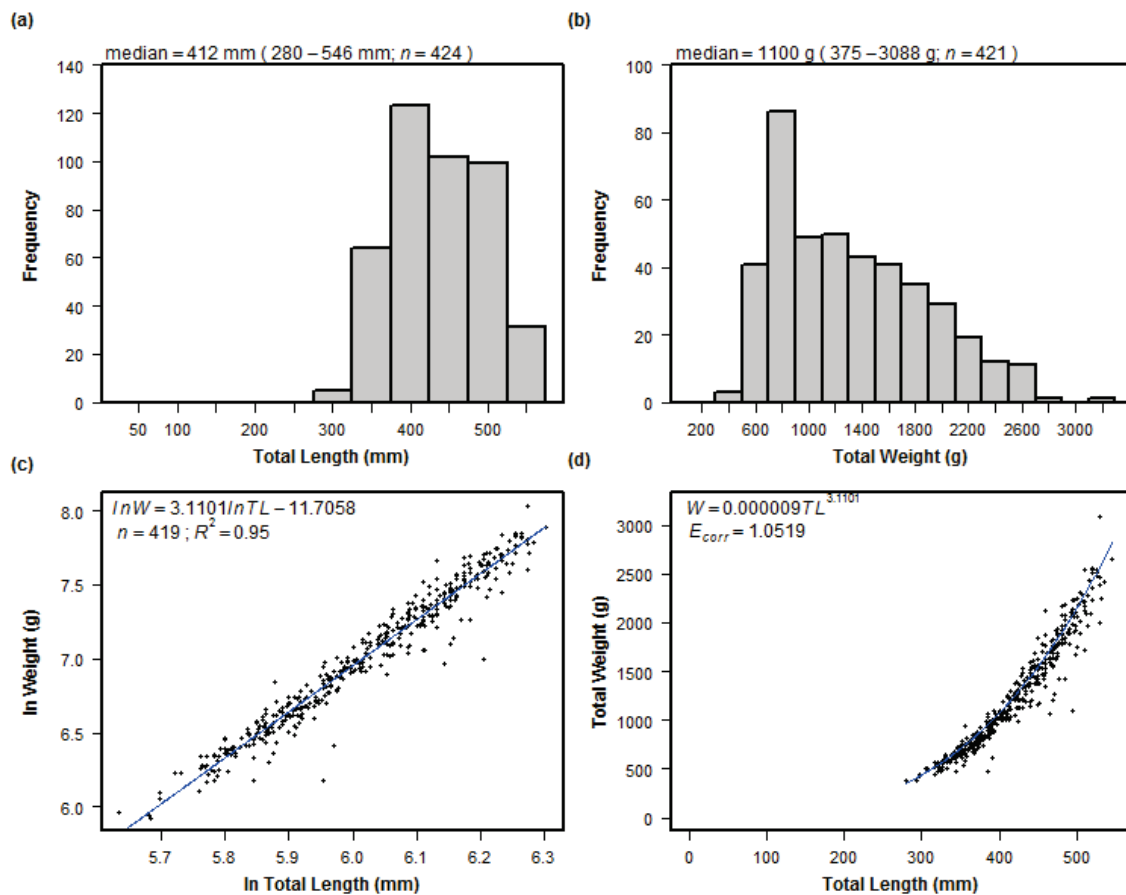 (a)
median = 412 mm ( 280 – 546 mm; n = 424 )
140
120
100
80
60
40
20
0
Frequency
50 100 300 400 500
Total Length (mm)
(b)
median = 1100 g ( 375 – 3088 g; n = 421 )
100
80
60
40
20
0
Frequency
200 600 1000 1400 1800 2200 2600 3000
Total Weight (g)
(c)
lnW = 3.1101lnTL – 11.7058
n = 419 ; R² = 0.95
8.0
7.5
7.0
6.5
6.0
ln Weight (g)
5.7 5.8 5.9 6.0 6.1 6.2 6.3
ln Total Length (mm)
(d)
W = 0.000009TL^3.1101
E_corr = 1.0519
3000
2500
2000
1500
1000
500
0
Total Weight (g)
0 100 200 300 400 500
Total Length (mm)